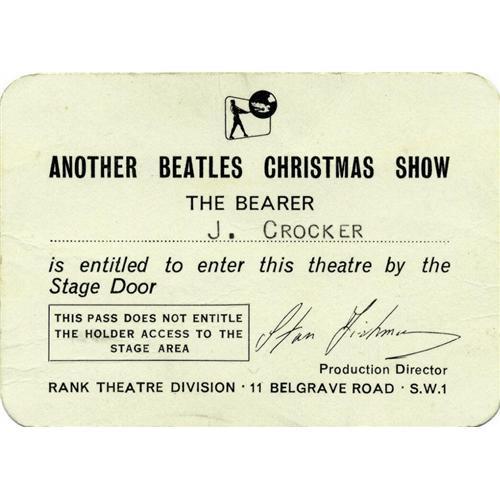 ANOTHER BEATLES CHRISTMAS SHOW
THE BEARER
J. CROCKER
is entitled to enter this theatre by the
Stage Door
THIS PASS DOES NOT ENTITLE
THE HOLDER ACCESS TO THE
STAGE AREA
Stan Fishman
Production Director
RANK THEATRE DIVISION · 11 BELGRAVE ROAD · S.W.1